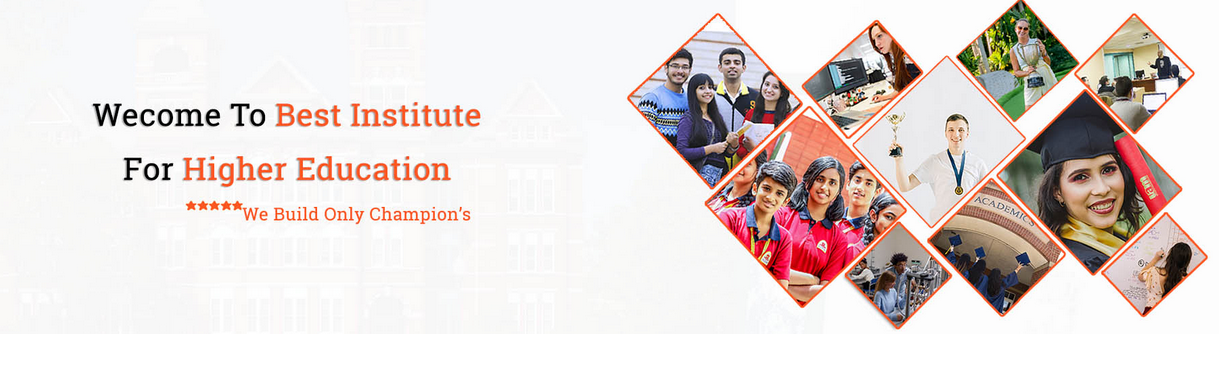 Wecome To Best Institute
For Higher Education
We Build Only Champion's
ACADEMICS